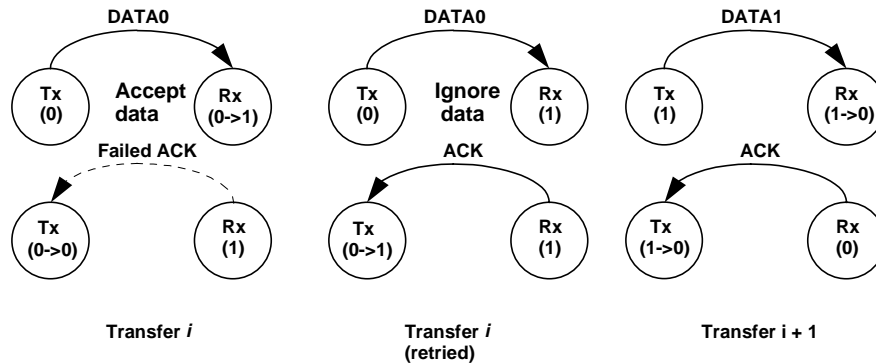 DATA0
Tx
(0)
Accept
data
Rx
(0->1)
Failed ACK
Tx
(0->0)
Rx
(1)
Transfer i
DATA0
Tx
(0)
Ignore
data
Rx
(1)
ACK
Tx
(0->1)
Rx
(1)
Transfer i
(retried)
DATA1
Tx
(1)
Rx
(1->0)
ACK
Tx
(1->0)
Rx
(0)
Transfer i + 1